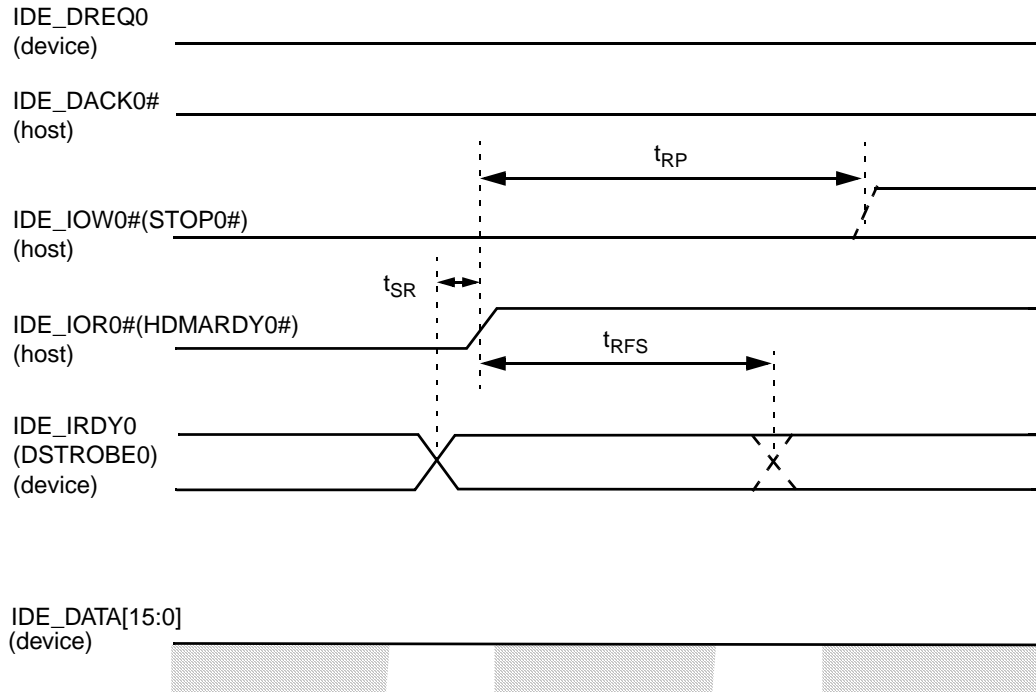 IDE_DREQ0
(device)
IDE_DACK0#
(host)
tRP
IDE_IOW0#(STOP0#)
(host)
tSR
IDE_IOR0#(HDMARDY0#)
(host)
tRFS
IDE_IRDY0
(DSTROBE0)
(device)
IDE_DATA[15:0]
(device)